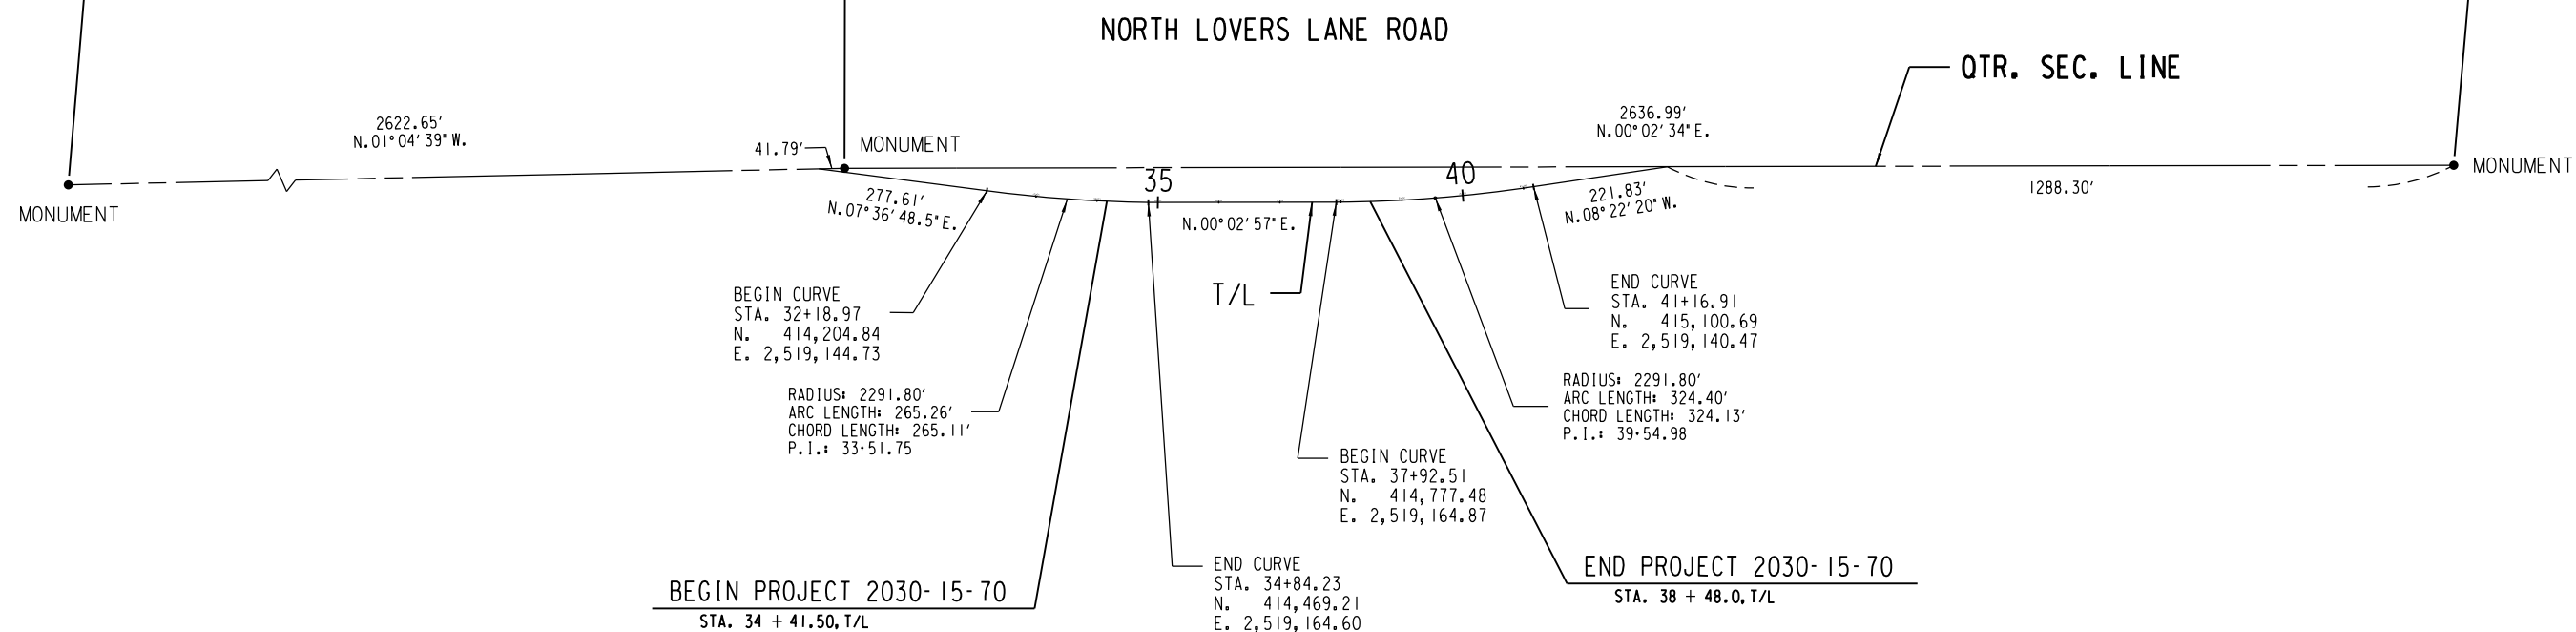 NORTH LOVERS LANE ROAD
QTR. SEC. LINE
2622.65'
N.01°04'39"W.
41.79'
MONUMENT
2636.99'
N.00°02'34"E.
MONUMENT
MONUMENT
1288.30'
277.61'
N.07°36'48.5"E.
35
N.00°02'57"E.
40
221.83'
N.08°22'20"W.
T/L
BEGIN CURVE
STA. 32+18.97
N. 414,204.84
E. 2,519,144.73
RADIUS: 2291.80'
ARC LENGTH: 265.26'
CHORD LENGTH: 265.11'
P.I.: 33+51.75
END CURVE
STA. 41+16.91
N. 415,100.69
E. 2,519,140.47
RADIUS: 2291.80'
ARC LENGTH: 324.40'
CHORD LENGTH: 324.13'
P.I.: 39+54.98
BEGIN CURVE
STA. 37+92.51
N. 414,777.48
E. 2,519,164.87
END CURVE
STA. 34+84.23
N. 414,469.21
E. 2,519,164.60
BEGIN PROJECT 2030-15-70
STA. 34 + 41.50, T/L
END PROJECT 2030-15-70
STA. 38 + 48.0, T/L